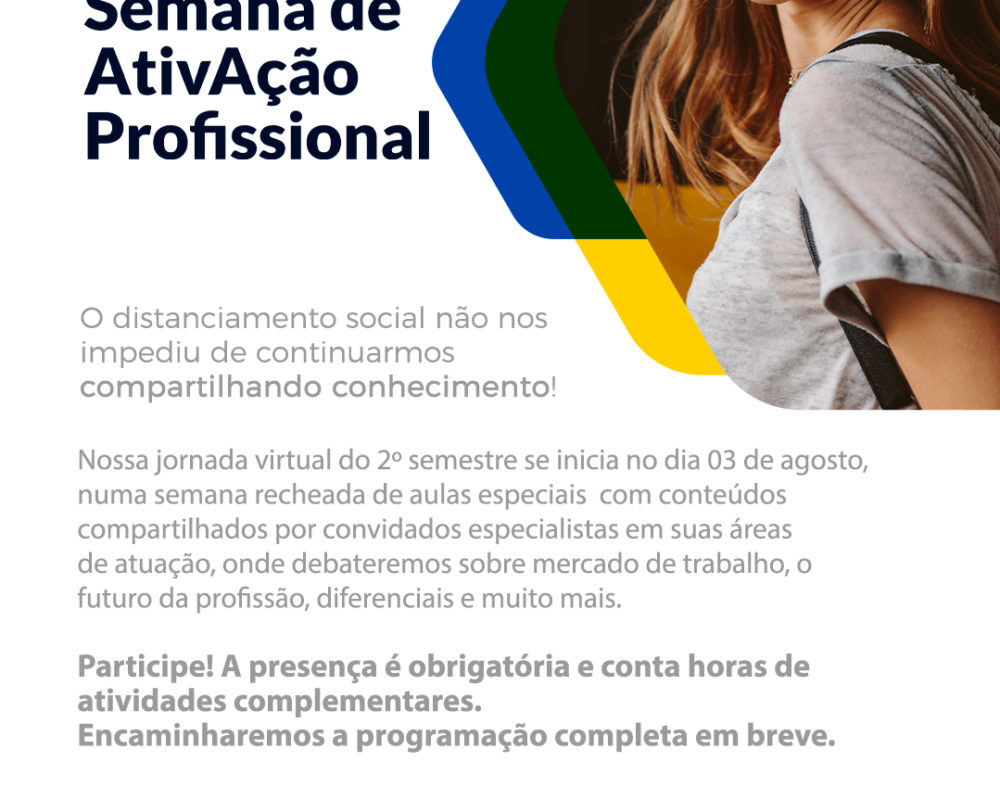 Semana de
AtivAção
Profissional
O distanciamento social não nos
impediu de continuarmos
compartilhando conhecimento!
Nossa jornada virtual do 2º semestre se inicia no dia 03 de agosto,
numa semana recheada de aulas especiais  com conteúdos
compartilhados por convidados especialistas em suas áreas
de atuação, onde debateremos sobre mercado de trabalho, o
futuro da profissão, diferenciais e muito mais.
Participe! A presença é obrigatória e conta horas de
atividades complementares.
Encaminharemos a programação completa em breve.